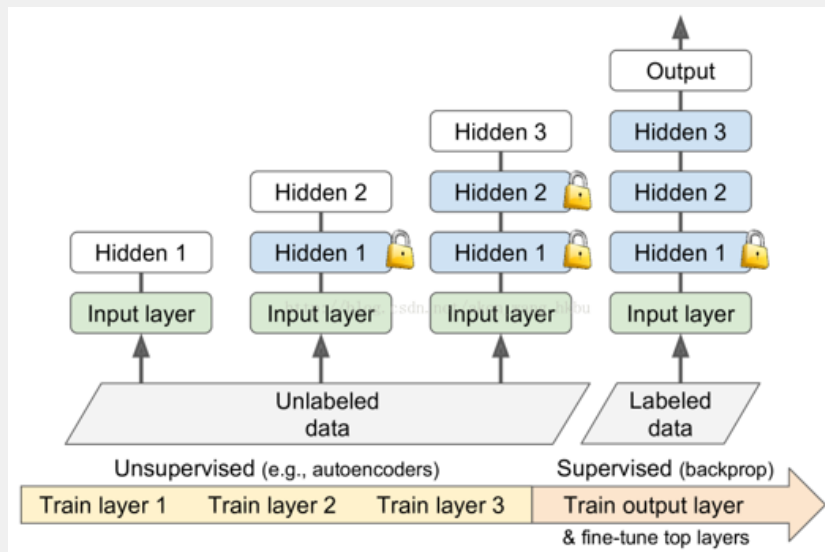 Output
Hidden 3
Hidden 3
Hidden 2
Hidden 2
Hidden 2
Hidden 1
Hidden 1
Hidden 1
Hidden 1
Input layer
Input layer
Input layer
Input layer
Unlabeled
data
Labeled
data
Unsupervised (e.g., autoencoders)
Supervised (backprop)
Train layer 1
Train layer 2
Train layer 3
Train output layer
& fine-tune top layers